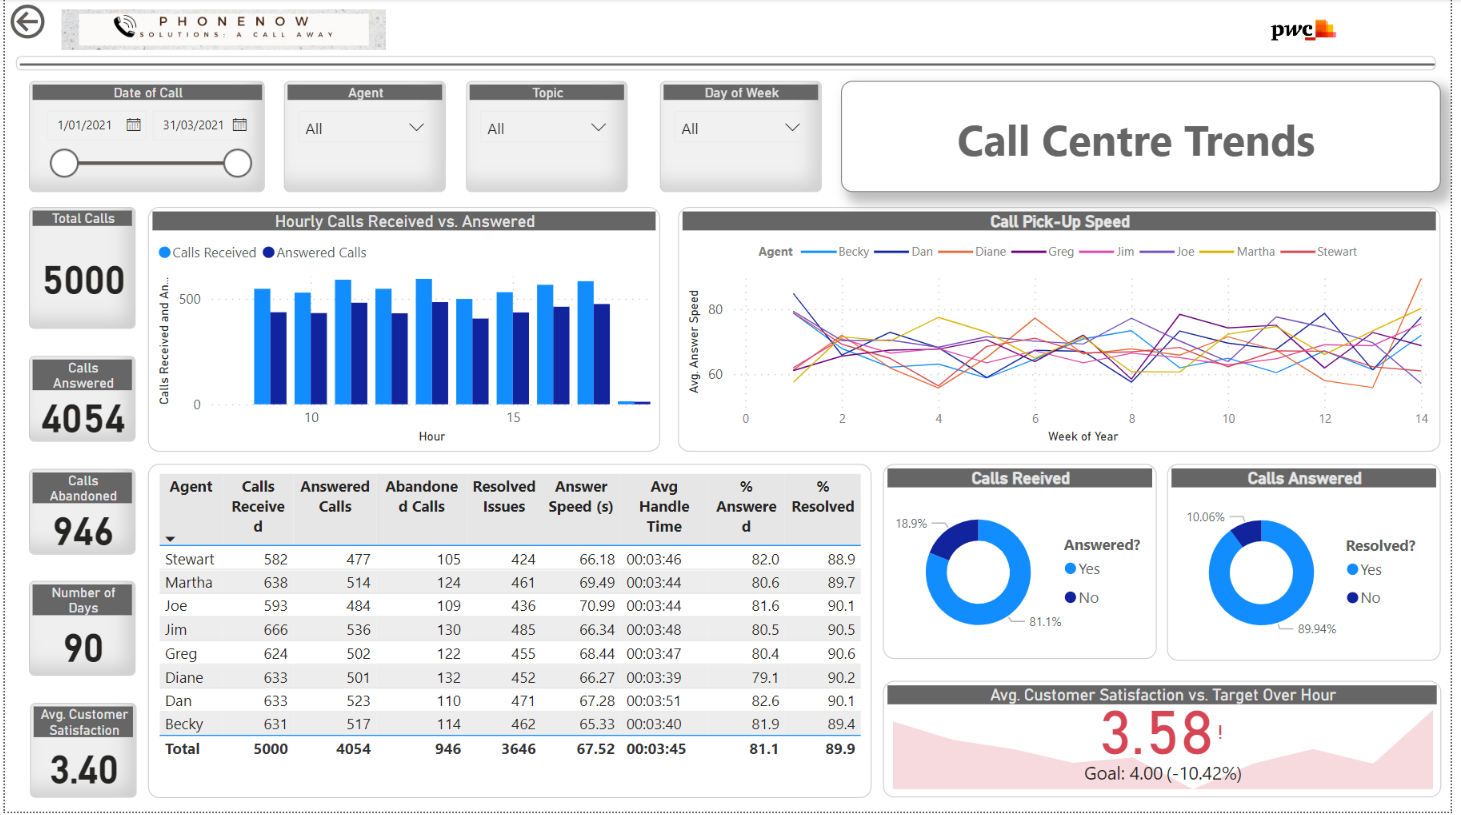 PHONENOW
SOLUTIONS: A CALL AWAY
pwc
Date of Call
1/01/2021 31/03/2021
Agent
All
Topic
All
Day of Week
All
Call Centre Trends
Total Calls
5000
Calls
Answered
4054
Calls
Abandoned
946
Number of
Days
90
Avg. Customer
Satisfaction
3.40
Hourly Calls Received vs. Answered
Calls Received Answered Calls
Calls Received and An...
500
0
10 15
Hour
Call Pick-Up Speed
Agent Becky Dan Diane Greg Jim Joe Martha Stewart
Avg. Answer Speed
80
60
0 2 4 6 8 10 12 14
Week of Year
Agent Calls Answered Abandone Resolved Answer Avg % %
Receive Calls d Calls Issues Speed (s) Handle Answere Resolved
d Time d
Stewart 582 477 105 424 66.18 00:03:46 82.0 88.9
Martha 638 514 124 461 69.49 00:03:44 80.6 89.7
Joe 593 484 109 436 70.99 00:03:44 81.6 90.1
Jim 666 536 130 485 66.34 00:03:48 80.5 90.5
Greg 624 502 122 455 68.44 00:03:47 80.4 90.6
Diane 633 501 132 452 66.27 00:03:39 79.1 90.2
Dan 633 523 110 471 67.28 00:03:51 82.6 90.1
Becky 631 517 114 462 65.33 00:03:40 81.9 89.4
Total 5000 4054 946 3646 67.52 00:03:45 81.1 89.9
Calls Reeived
18.9%
81.1%
Answered?
Yes
No
Calls Answered
10.06%
89.94%
Resolved?
Yes
No
Avg. Customer Satisfaction vs. Target Over Hour
3.58!
Goal: 4.00 (-10.42%)